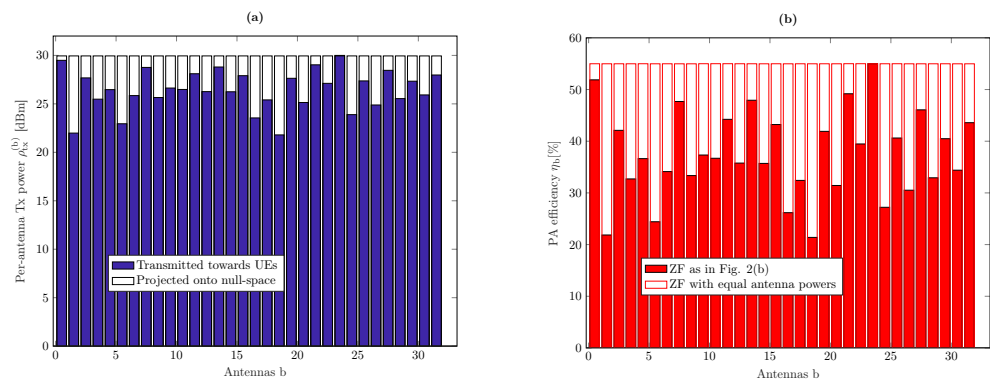 (a)
30
25
20
15
10
5
0
Per-antenna Tx power ρ_tx^(b) [dBm]
Transmitted towards UEs
Projected onto null-space
0 5 10 15 20 25 30
Antennas b
(b)
60
50
40
30
20
10
0
PA efficiency η_b[%]
ZF as in Fig. 2(b)
ZF with equal antenna powers
0 5 10 15 20 25 30
Antennas b